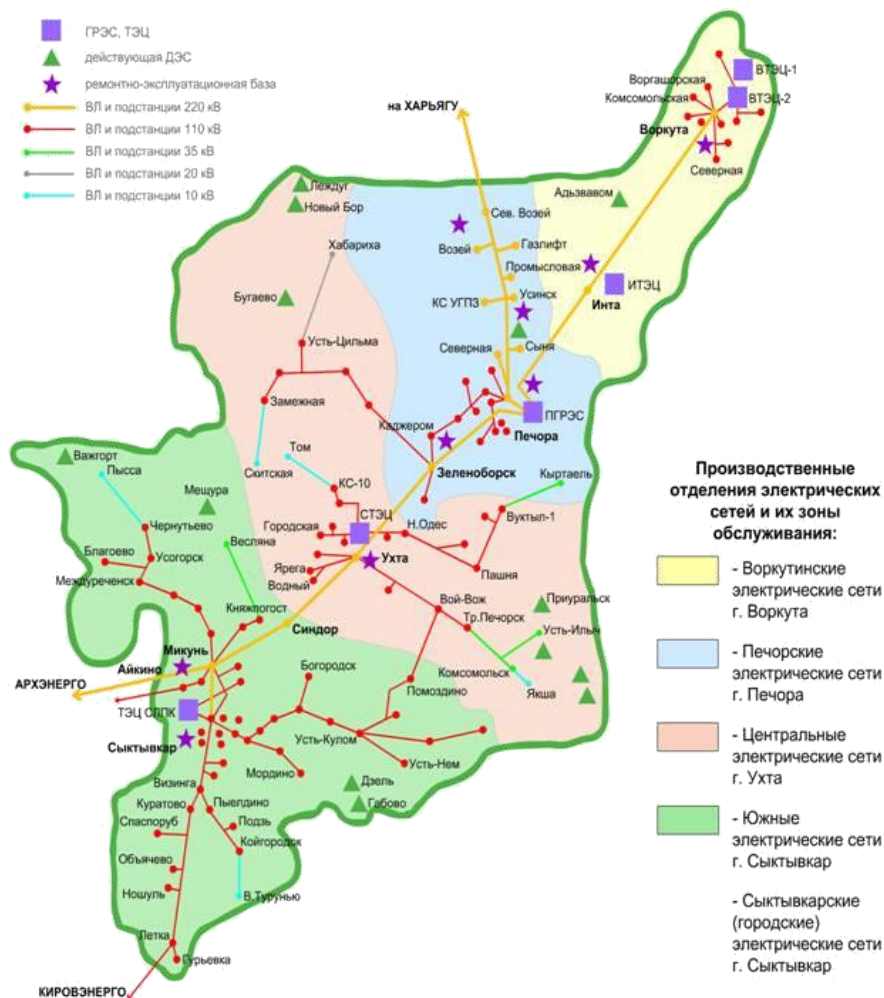 ГРЭС, ТЭЦ
действующая ДЭС
ремонтно-эксплуатационная база
ВЛ и подстанции 220 кВ
ВЛ и подстанции 110 кВ
ВЛ и подстанции 35 кВ
ВЛ и подстанции 20 кВ
ВЛ и подстанции 10 кВ
на ХАРЬЯГУ
ВТЭЦ-1
Воргашорская
Комсомольская
ВТЭЦ-2
Воркута
Северная
Адьзвавом
Леждуг
Новый Бор
Сев. Возей
Хабариха
Возей
Газлифт
Промысловая
ИТЭЦ
Бугаево
КС УГПЗ
Усинск
Инта
Усть-Цильма
Северная
Сыня
Замежная
Каджером
ПГРЭС
Печора
Том
Важгорт
Пысса
Скитская
Зеленоборск
Кыртаель
Мещура
КС-10
СТЭЦ
Вуктыл-1
Чернутьево
Городская
Н.Одес
Весляна
Благоево
Усогорск
Ухта
Ярега
Водный
Пашня
Междуреченск
Княжпогост
Вой-Вож
Приуральск
Тр.Печорск
Синдор
Усть-Илыч
Микунь
Айкино
Богородск
Комсомольск
АРХЭНЕРГО
Помоздино
Якша
ТЭЦ СЛПК
Усть-Кулом
Сыктывкар
Усть-Нем
Мордино
Визинга
Дзель
Куратово
Пыелдино
Габово
Спаспоруб
Подзь
Койгородок
Объячево
Ношуль
В.Турунью
Летка
Гурьевка
КИРОВЭНЕРГО
Производственные
отделения электрических
сетей и их зоны
обслуживания:
- Воркутинские
электрические сети
г. Воркута
- Печорские
электрические сети
г. Печора
- Центральные
электрические сети
г. Ухта
- Южные
электрические сети
г. Сыктывкар
- Сыктывкарские
(городские)
электрические сети
г. Сыктывкар